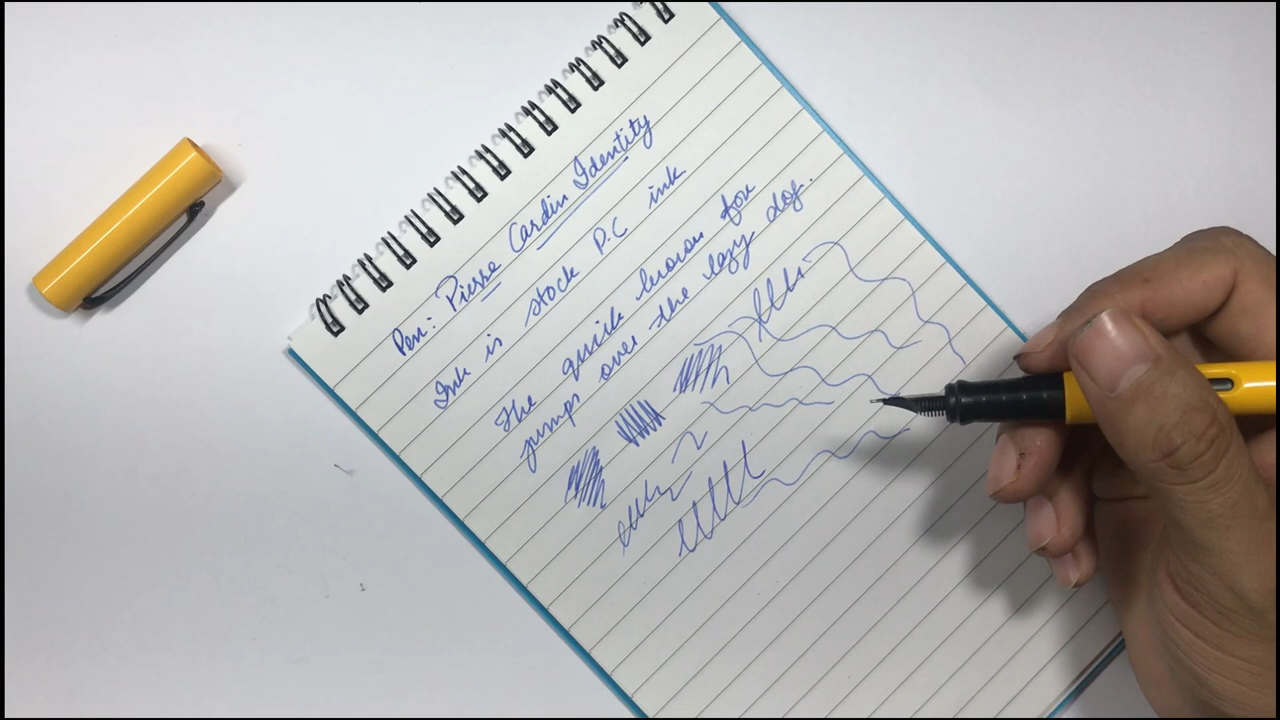 Pen: Pierre Cardin Identity
Ink is stock P.C ink
The quick brown fox
jumps over the lazy dog.